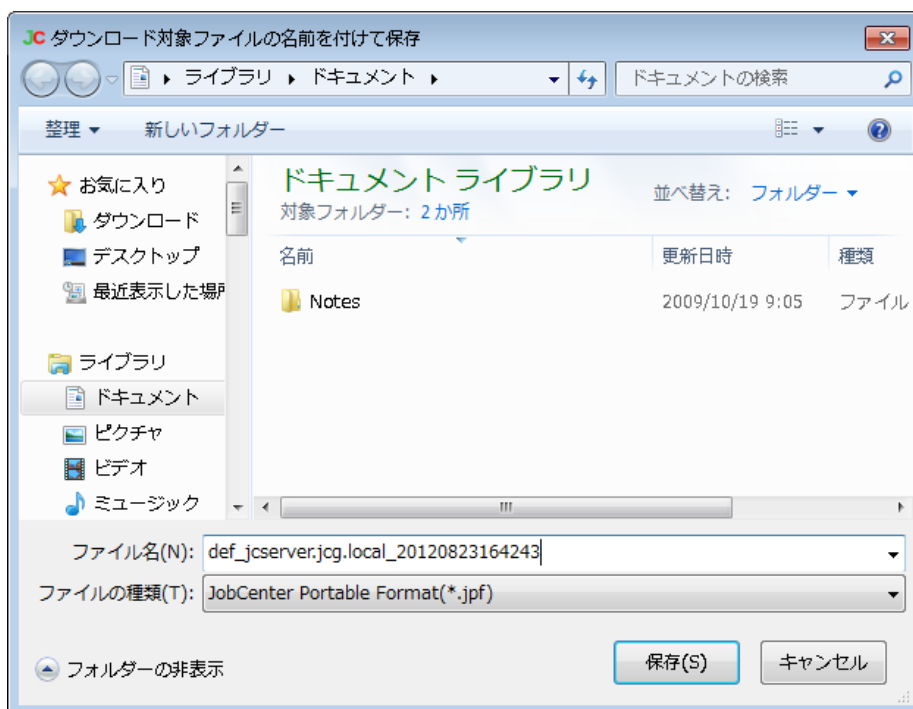 JC ダウンロード対象ファイルの名前を付けて保存
ライブラリ ドキュメント ドキュメントの検索
整理 新しいフォルダー
お気に入り
ダウンロード
デスクトップ
最近表示した場所
ライブラリ
ドキュメント
ピクチャ
ビデオ
ミュージック
ドキュメント ライブラリ
対象フォルダー: 2 か所
並べ替え: フォルダー
名前 更新日時 種類
Notes 2009/10/19 9:05 ファイル
ファイル名(N): def_jcserver.jcg.local_20120823164243
ファイルの種類(T): JobCenter Portable Format(*.jpf)
フォルダーの非表示 保存(S) キャンセル